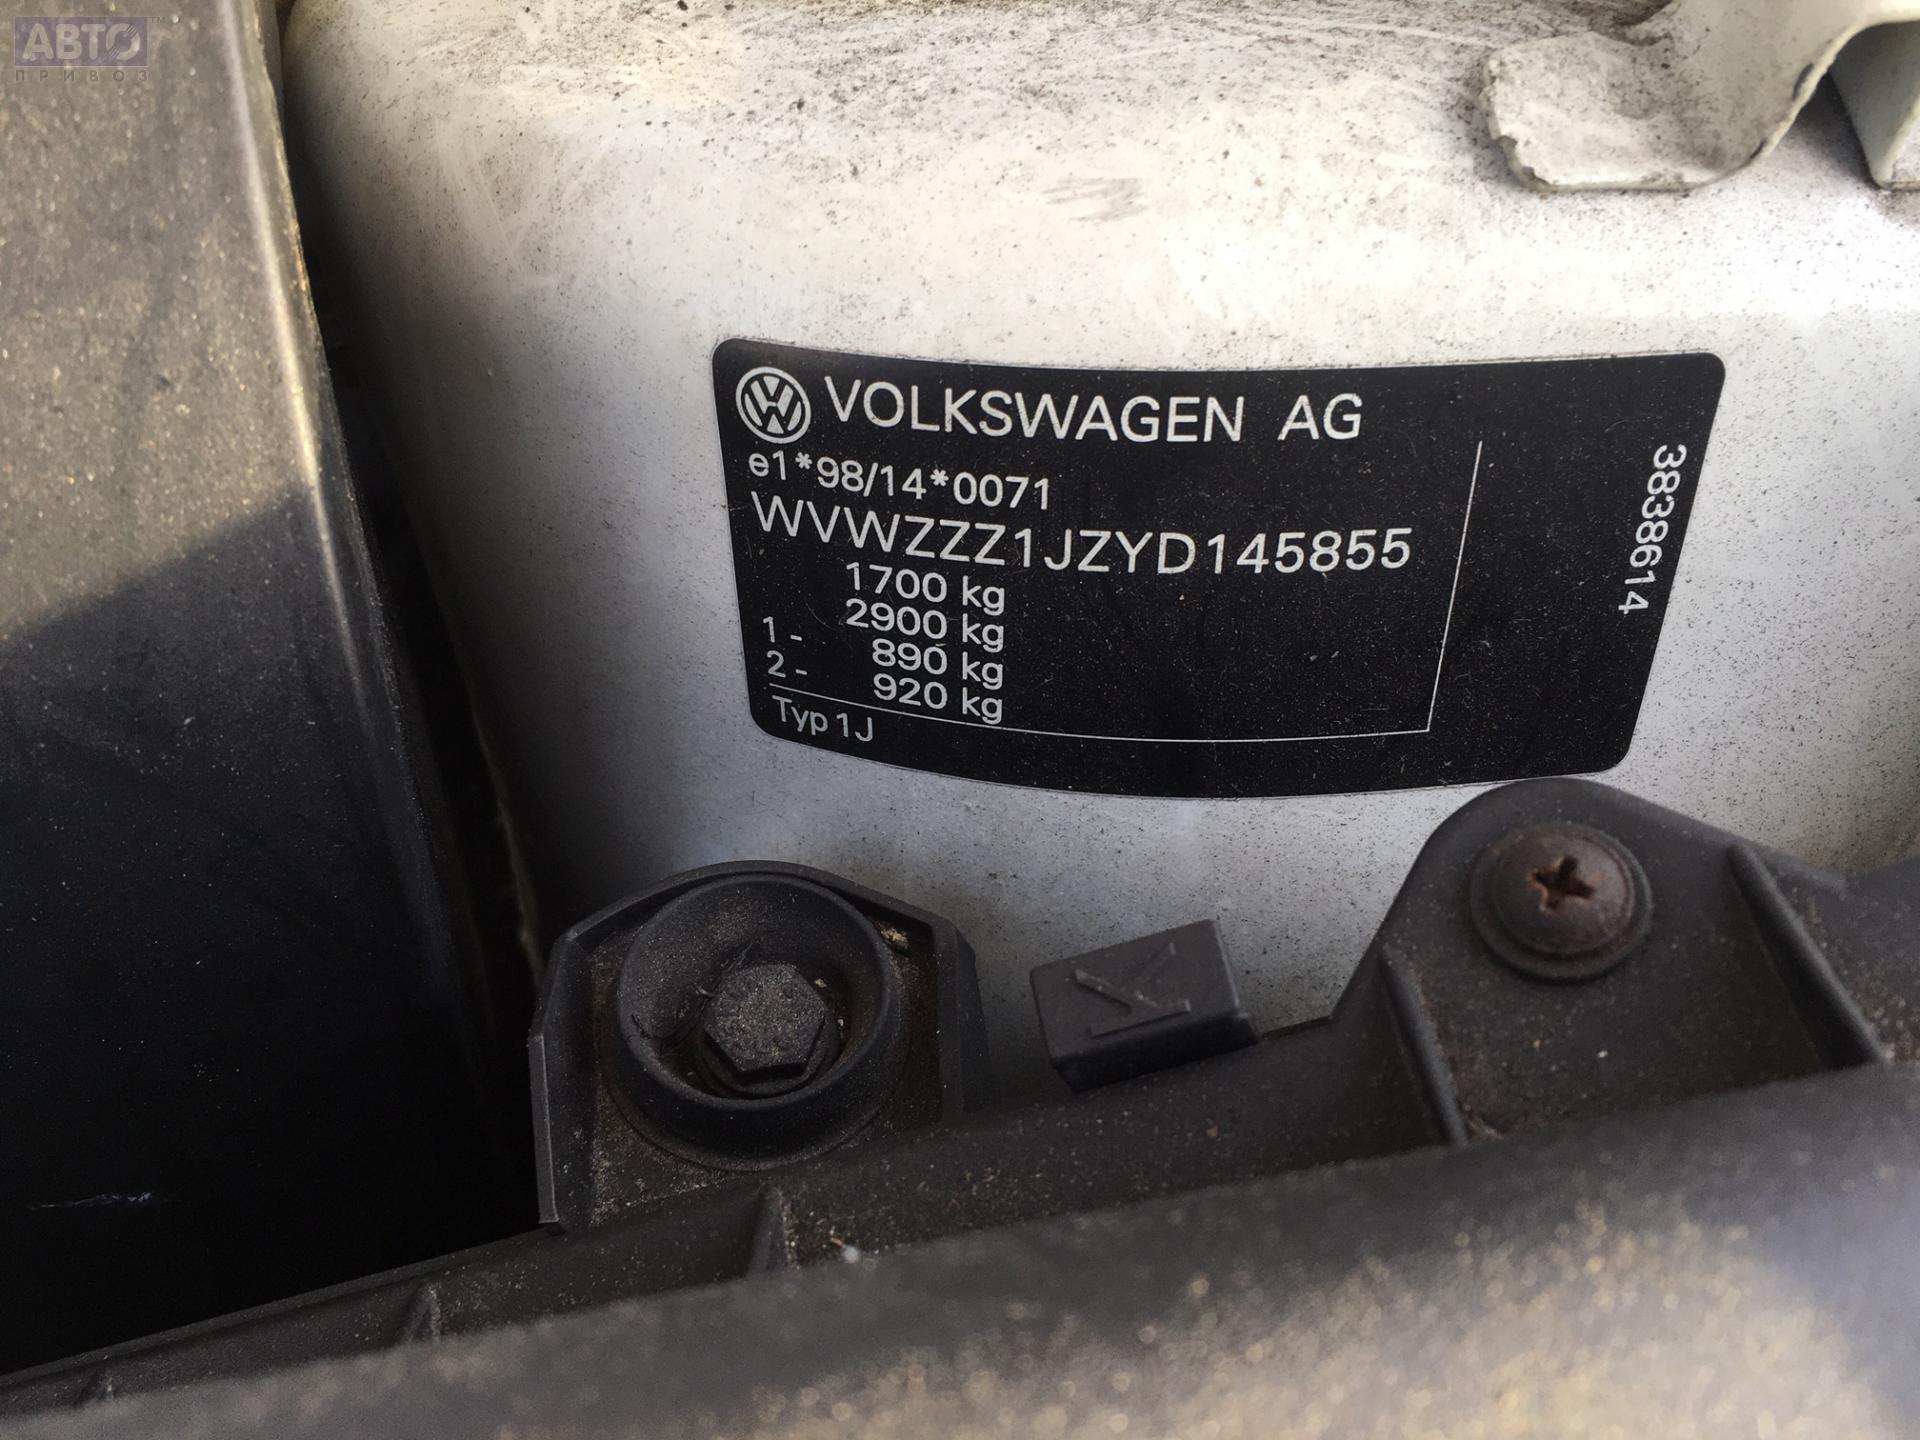 АВТО™
ПРИВОЗ
VOLKSWAGEN AG
e1*98/14*0071
WVWZZZ1JZYD145855
1700 kg
2900 kg
1- 890 kg
2- 920 kg
Typ 1J
3838614
K